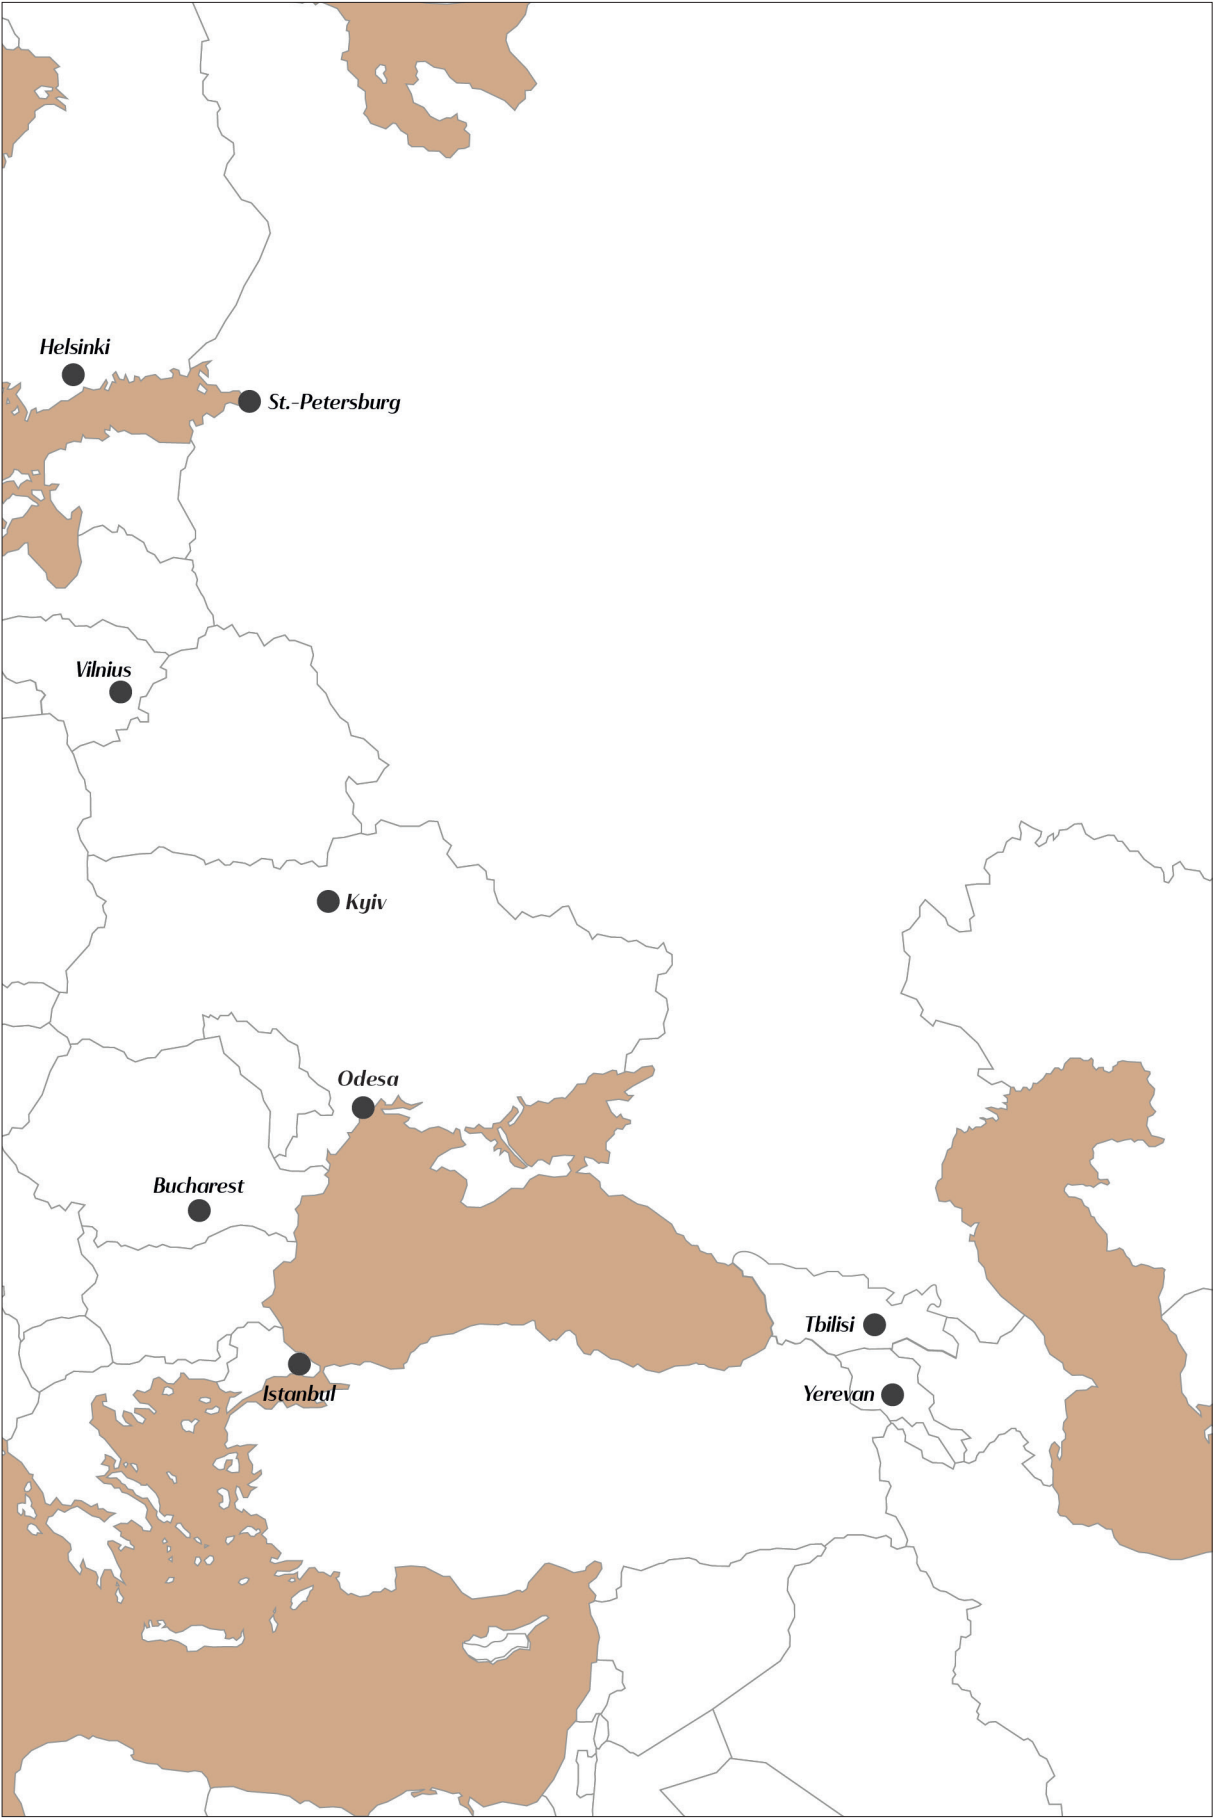 Helsinki
St.-Petersburg
Vilnius
Kyiv
Odesa
Bucharest
Tbilisi
Istanbul
Yerevan